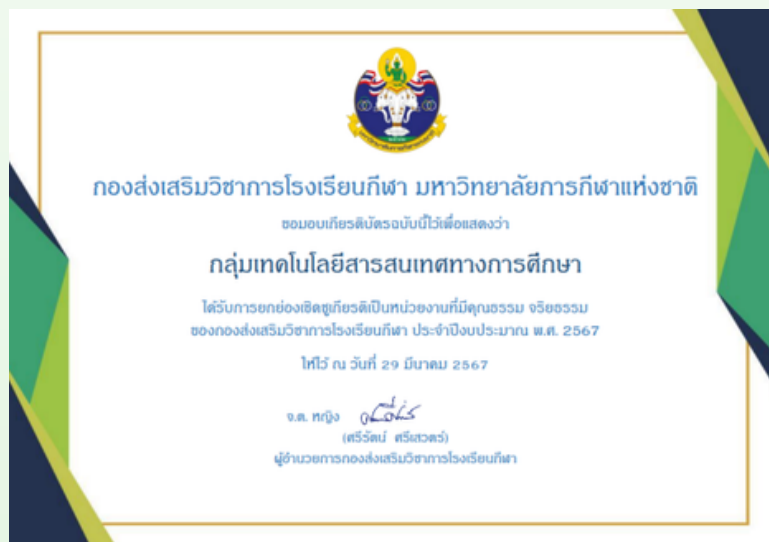 กองส่งเสริมวิชาการโรงเรียนกีฬา มหาวิทยาลัยการกีฬาแห่งชาติ
ขอมอบเกียรติบัตรฉบับนี้ไว้เพื่อแสดงว่า
กลุ่มเทคโนโลยีสารสนเทศทางการศึกษา
ได้รับการยกย่องเชิดชูเกียรติเป็นหน่วยงานที่มีคุณธรรม จริยธรรม
ของกองส่งเสริมวิชาการโรงเรียนกีฬา ประจำปีงบประมาณ พ.ศ. 2567
ให้ไว้ ณ วันที่ 29 มีนาคม 2567
จ.ต. หญิง
(ศรีรัตน์ ศรีเสวตร์)
ผู้อำนวยการกองส่งเสริมวิชาการโรงเรียนกีฬา